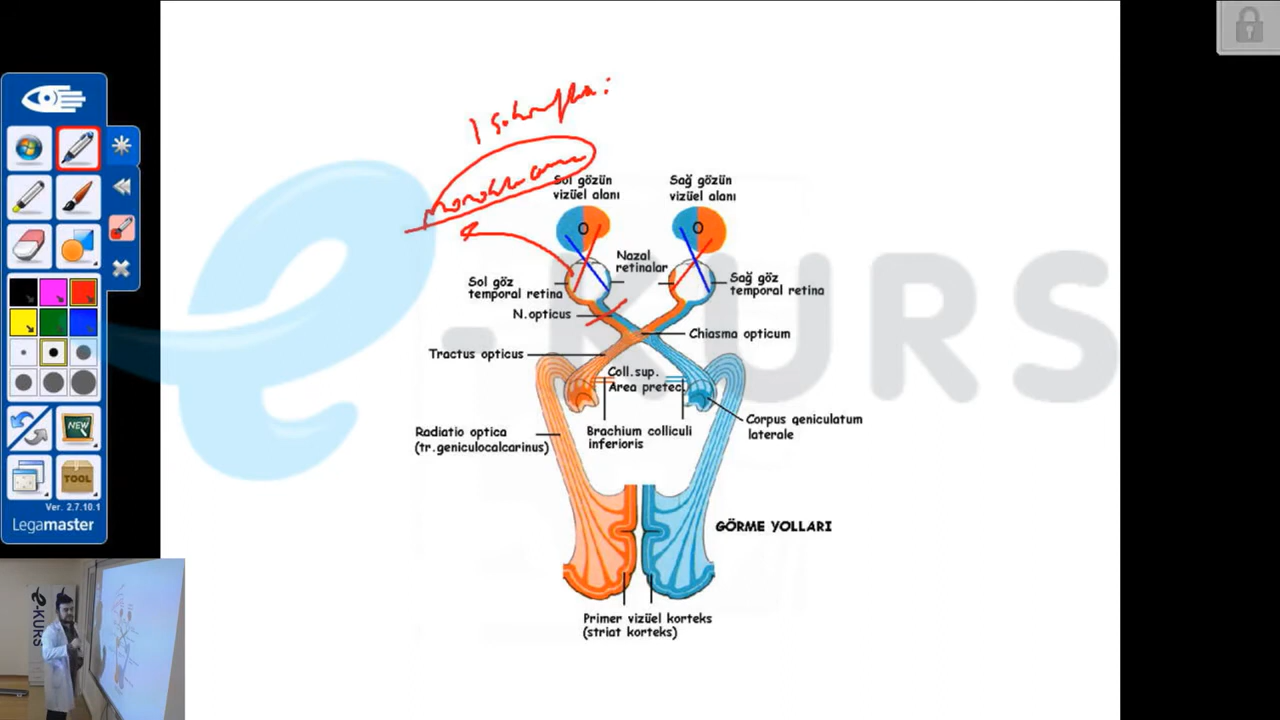 Sol gözün
vizüel alanı
Sağ gözün
vizüel alanı
Nazal
retinalar
Sol göz
temporal retina
Sağ göz
temporal retina
N.opticus
Chiasma opticum
Tractus opticus
Coll.sup.
Area pretec.
Corpus geniculatum
laterale
Radiatio optica
(tr.geniculocalcarinus)
Brachium colliculi
inferioris
GÖRME YOLLARI
Primer vizüel korteks
(striat korteks)
e-KURS
NEW
TOOL
Ver. 2.7.10.1
Legamaster
e-KURS